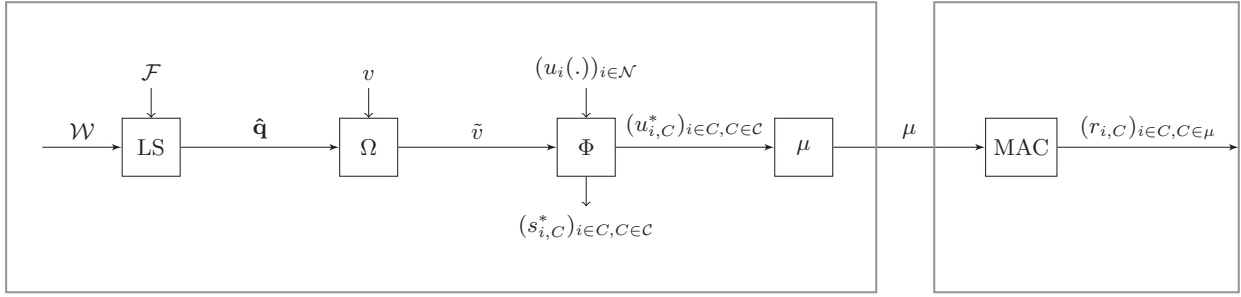 𝓕 v (u_i(.))_{i∈𝒩}
𝒲 q̂ ṽ (u*_{i,C})_{i∈C,C∈𝒞} μ (r_{i,C})_{i∈C,C∈μ}
LS Ω Φ μ MAC
(s*_{i,C})_{i∈C,C∈𝒞}